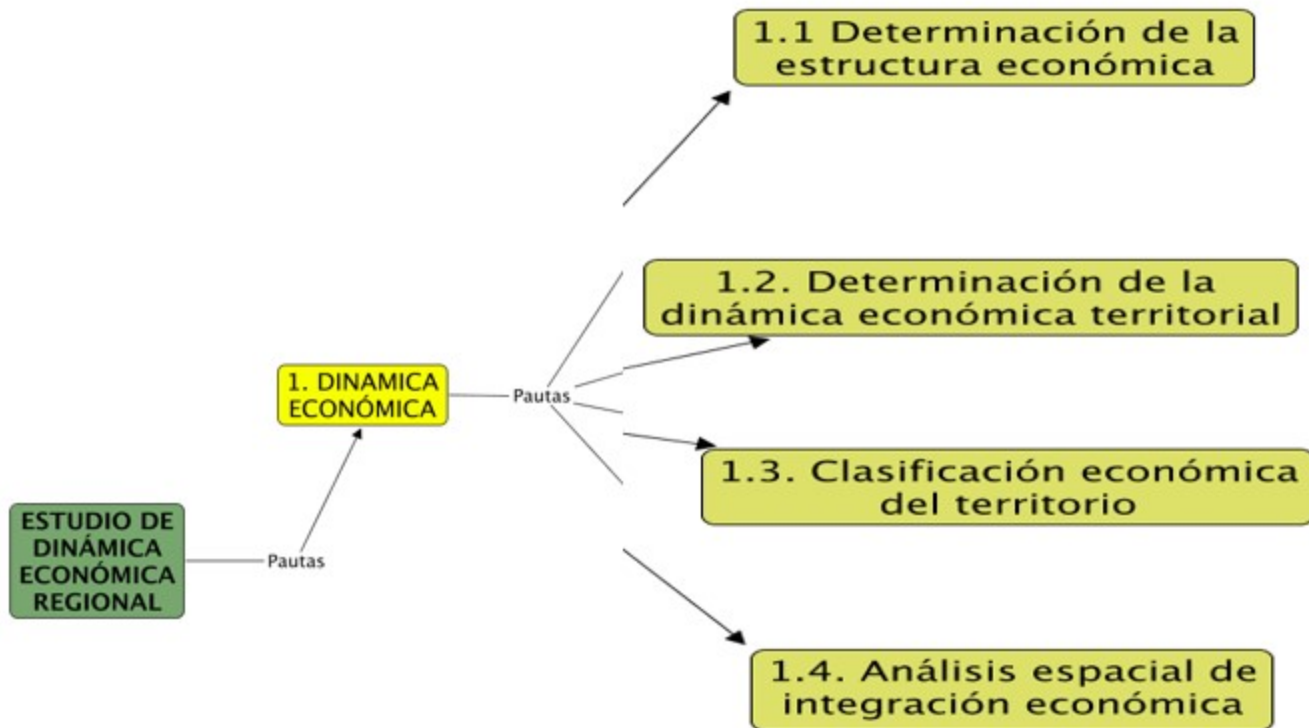 ESTUDIO DE
DINÁMICA
ECONÓMICA
REGIONAL
Pautas
1. DINAMICA
ECONÓMICA
Pautas
1.1 Determinación de la
estructura económica
1.2. Determinación de la
dinámica económica territorial
1.3. Clasificación económica
del territorio
1.4. Análisis espacial de
integración económica